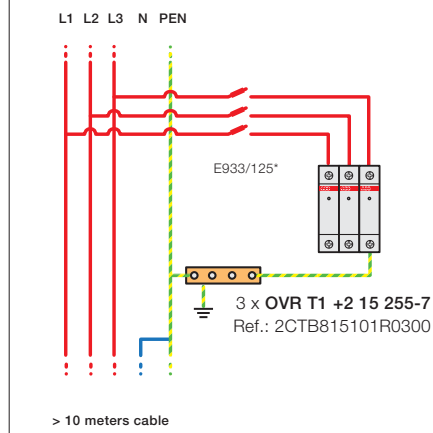 L1 L2 L3 N PEN
E933/125*
3 x OVR T1 +2 15 255-7
Ref.: 2CTB815101R0300
> 10 meters cable